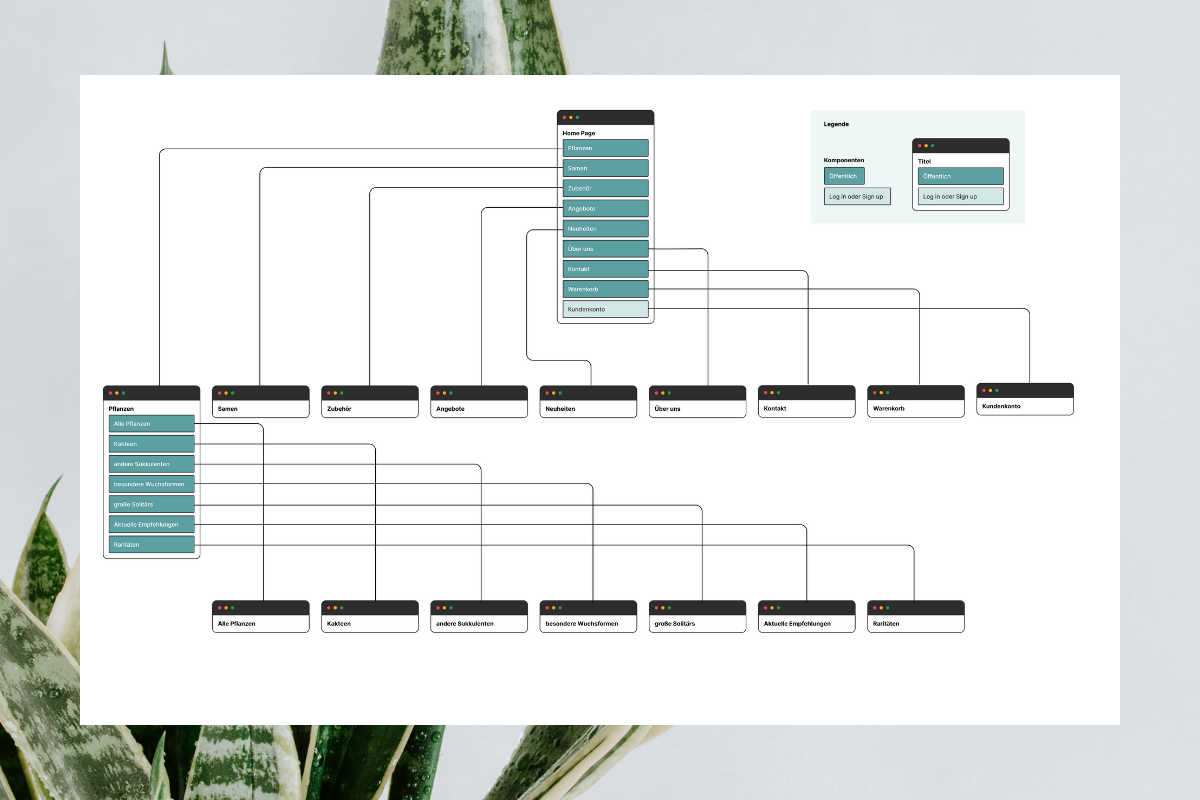 Home Page
Pflanzen
Samen
Zubehör
Angebote
Neuheiten
Über uns
Kontakt
Warenkorb
Kundenkonto
Legende
Komponenten
Öffentlich
Log in oder Sign up
Titel
Öffentlich
Log in oder Sign up
Pflanzen
Alle Pflanzen
Kakteen
andere Sukkulenten
besondere Wuchsformen
große Solitärs
Aktuelle Empfehlungen
Raritäten
Samen
Zubehör
Angebote
Neuheiten
Über uns
Kontakt
Warenkorb
Kundenkonto
Alle Pflanzen
Kakteen
andere Sukkulenten
besondere Wuchsformen
große Solitärs
Aktuelle Empfehlungen
Raritäten